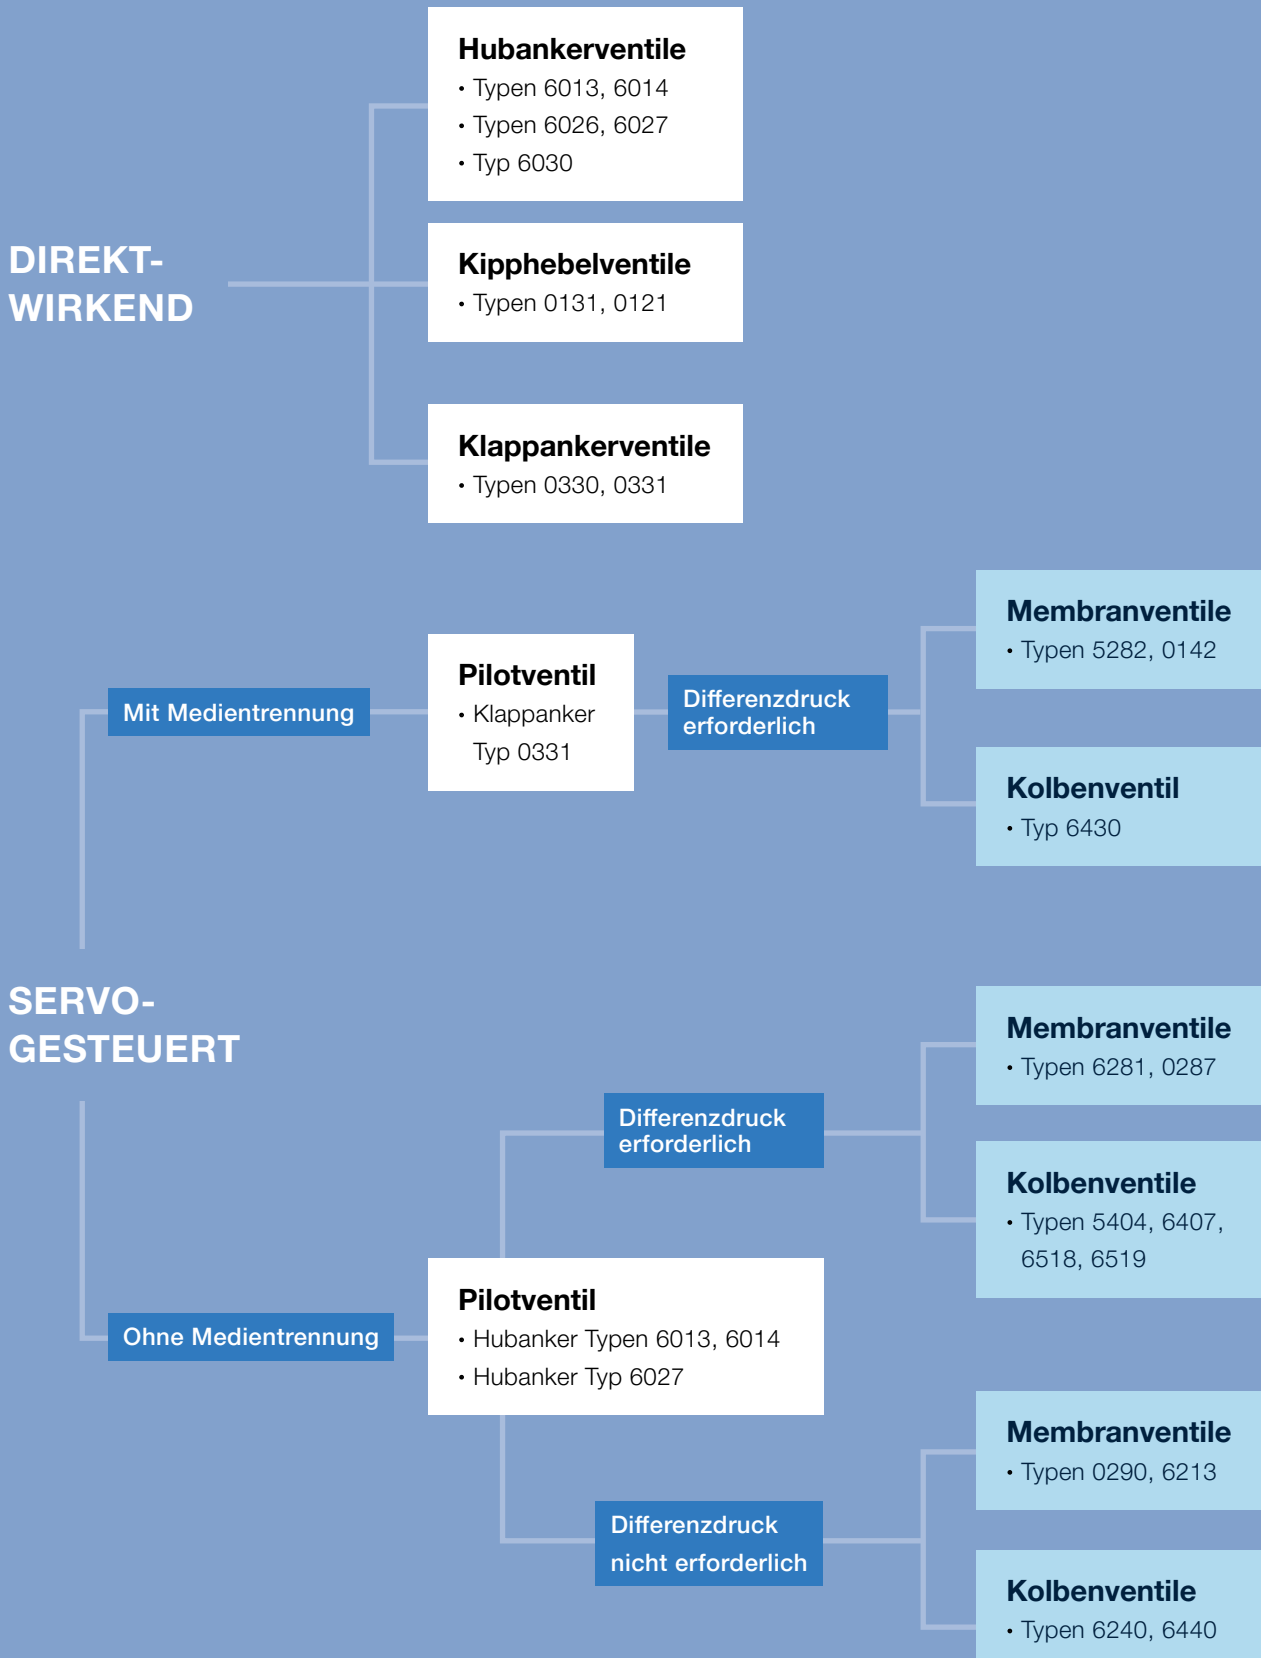 Hubankerventile
• Typen 6013, 6014
• Typen 6026, 6027
• Typ 6030
DIREKT-
WIRKEND
Kipphebelventile
• Typen 0131, 0121
Klappankerventile
• Typen 0330, 0331
Mit Medientrennung
Pilotventil
• Klappanker
Typ 0331
Differenzdruck
erforderlich
Membranventile
• Typen 5282, 0142
Kolbenventil
• Typ 6430
SERVO-
GESTEUERT
Ohne Medientrennung
Pilotventil
• Hubanker Typen 6013, 6014
• Hubanker Typ 6027
Differenzdruck
erforderlich
Membranventile
• Typen 6281, 0287
Kolbenventile
• Typen 5404, 6407,
6518, 6519
Differenzdruck
nicht erforderlich
Membranventile
• Typen 0290, 6213
Kolbenventile
• Typen 6240, 6440